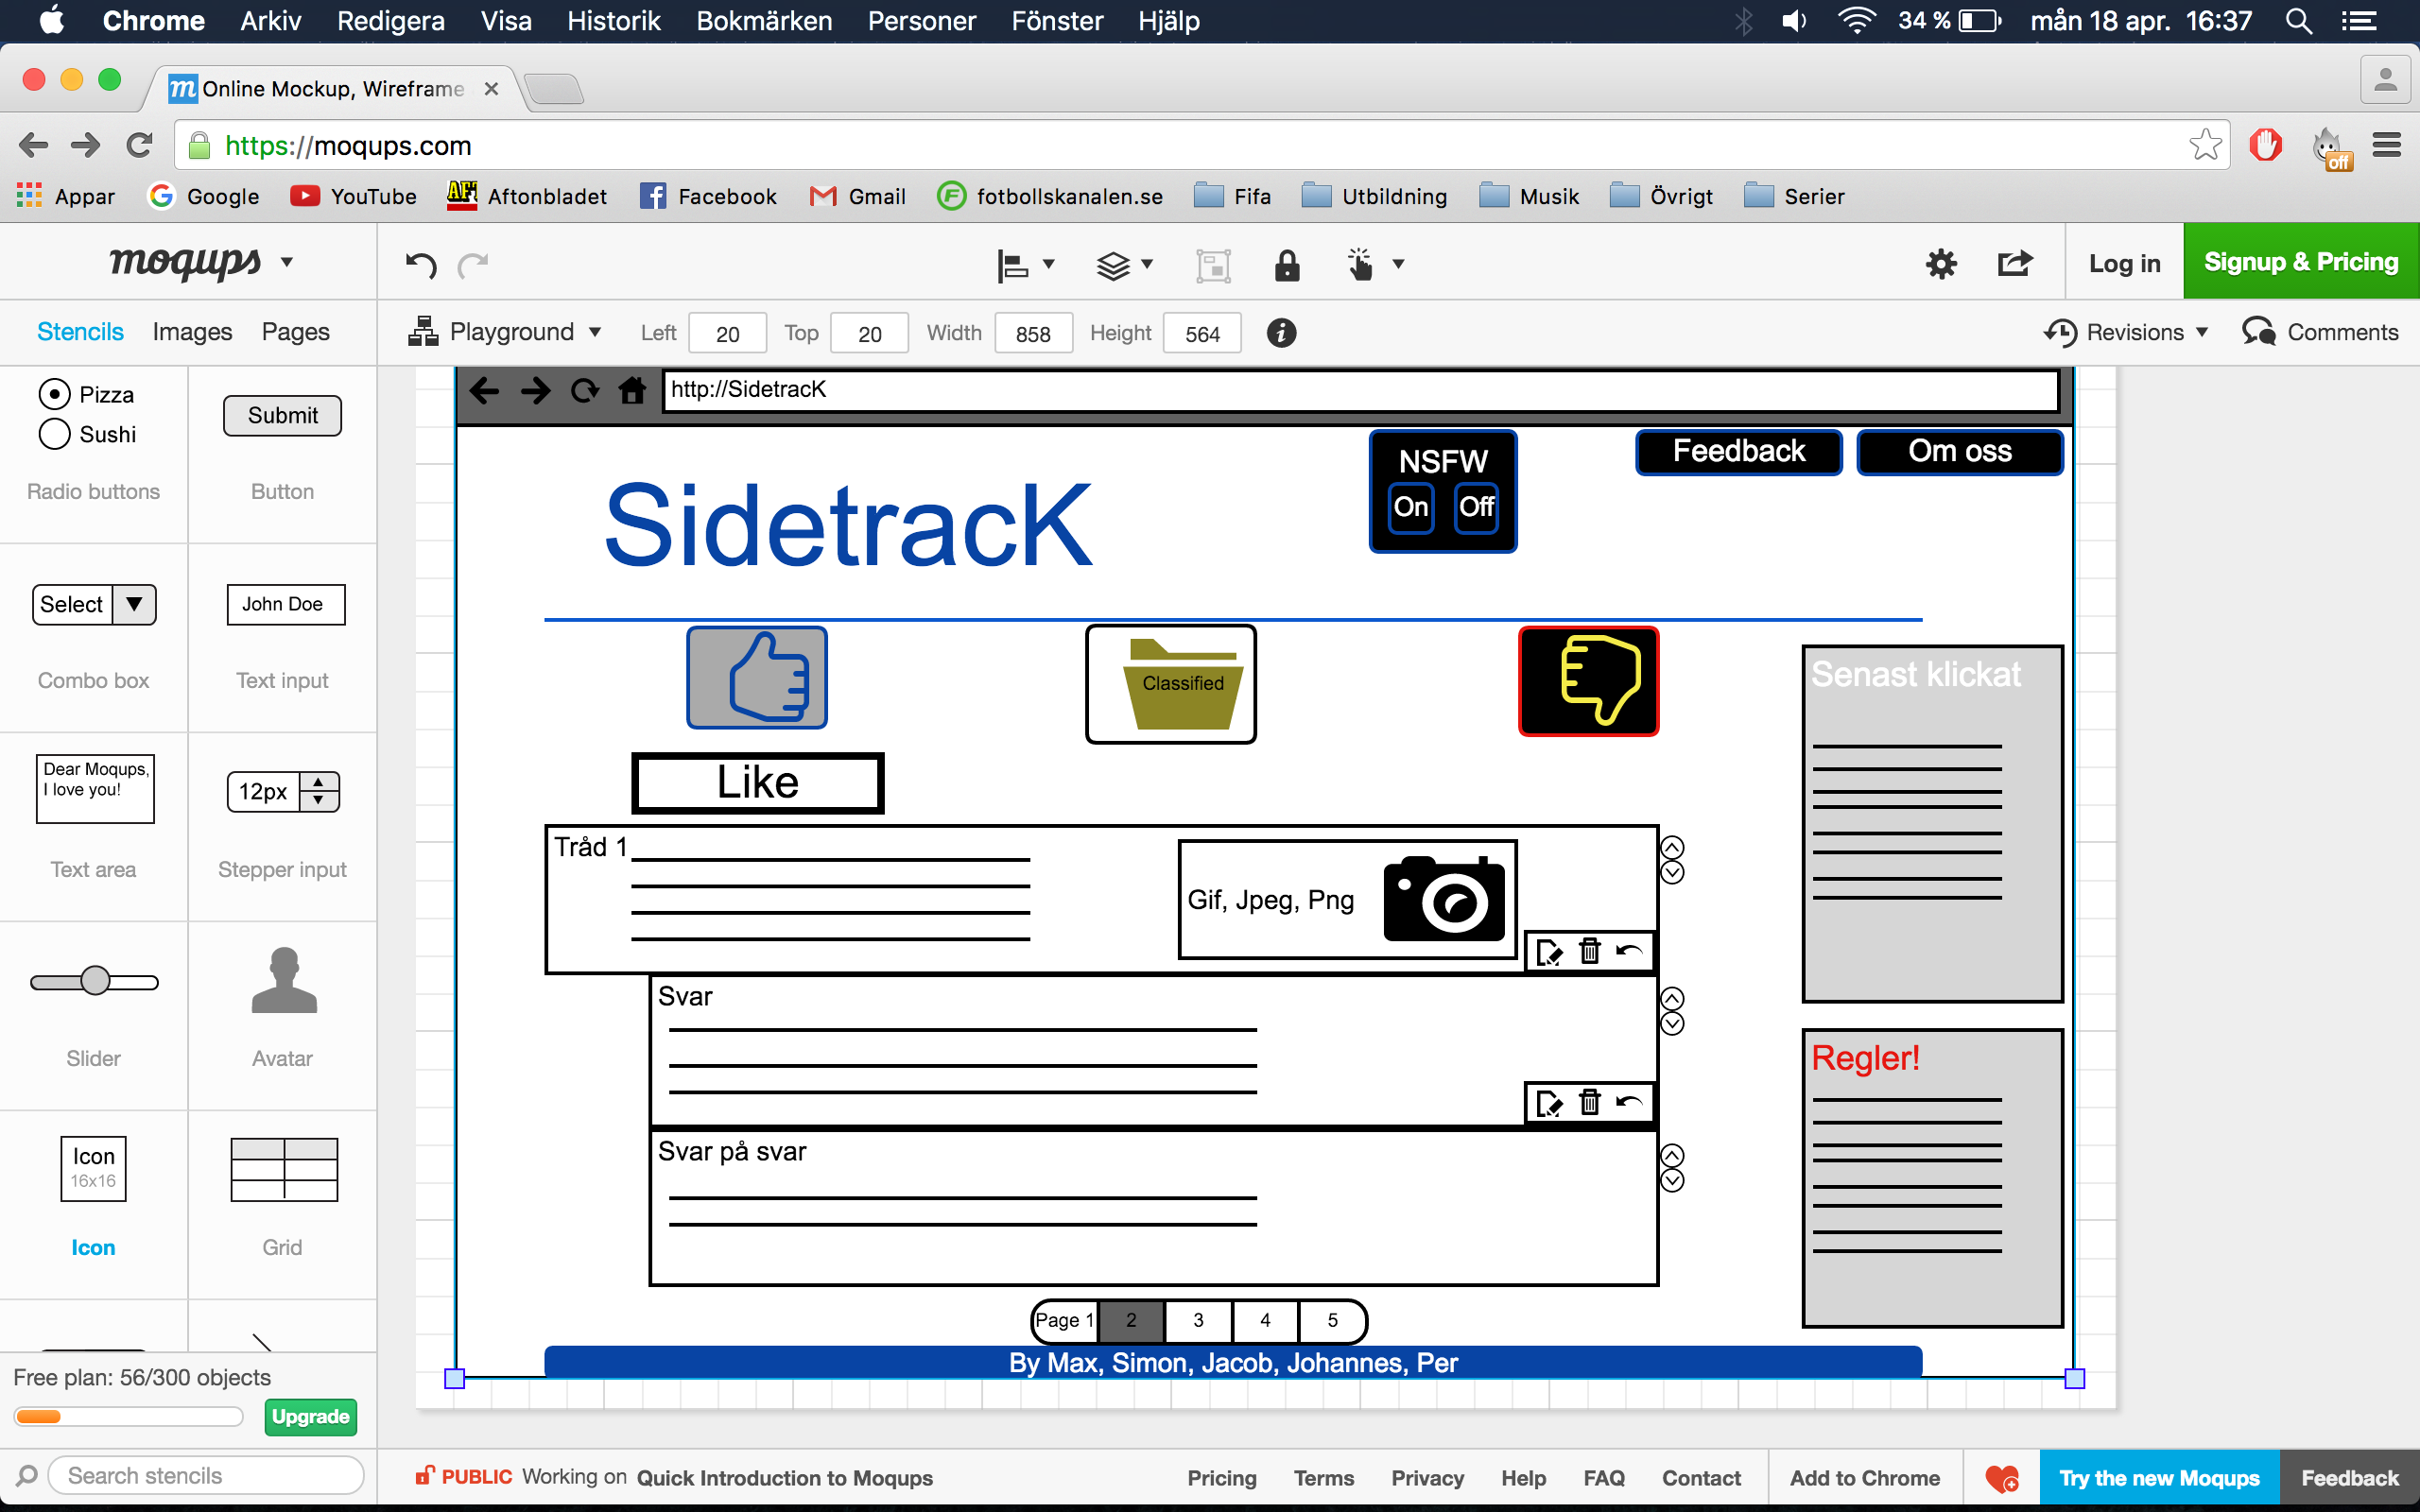 Chrome Arkiv Redigera Visa Historik Bokmärken Personer Fönster Hjälp 34 % mån 18 apr. 16:37
m Online Mockup, Wireframe
https://moqups.com
off
Appar Google YouTube Aftonbladet Facebook Gmail fotbollskanalen.se Fifa Utbildning Musik Övrigt Serier
moqups Log in Signup & Pricing
Stencils Images Pages Playground Left 20 Top 20 Width 858 Height 564 Revisions Comments
Pizza
Sushi
Radio buttons
Submit
Button
Select
Combo box
John Doe
Text input
Dear Moqups,
I love you!
Text area
12px
Stepper input
Slider
Avatar
Icon
16x16
Icon
Grid
Free plan: 56/300 objects
Upgrade
Search stencils
http://SidetracK
SidetracK
NSFW
On Off
Feedback
Om oss
Classified
Like
Senast klickat
Tråd 1
Gif, Jpeg, Png
Svar
Svar på svar
Regler!
Page 1 2 3 4 5
By Max, Simon, Jacob, Johannes, Per
PUBLIC Working on Quick Introduction to Moqups Pricing Terms Privacy Help FAQ Contact Add to Chrome Try the new Moqups Feedback